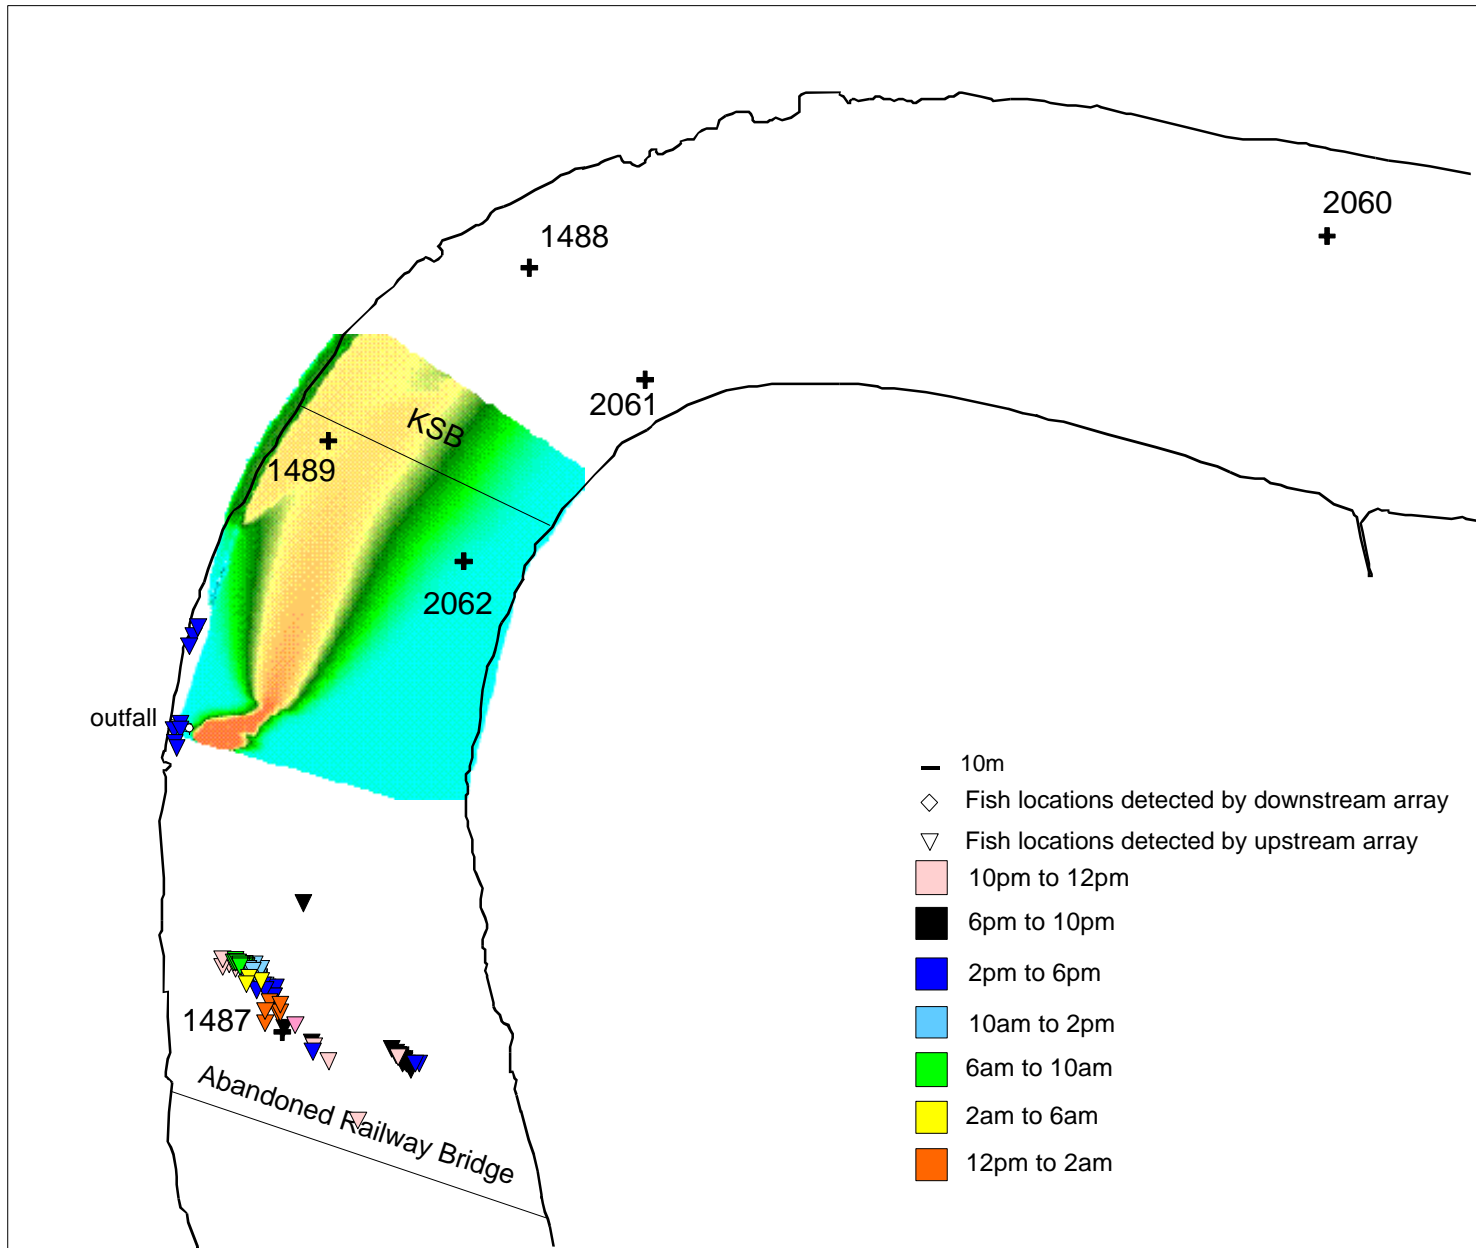 2060
1488
2061
KSB
1489
2062
outfall
10m
Fish locations detected by downstream array
Fish locations detected by upstream array
10pm to 12pm
6pm to 10pm
2pm to 6pm
10am to 2pm
6am to 10am
2am to 6am
12pm to 2am
1487
Abandoned Railway Bridge